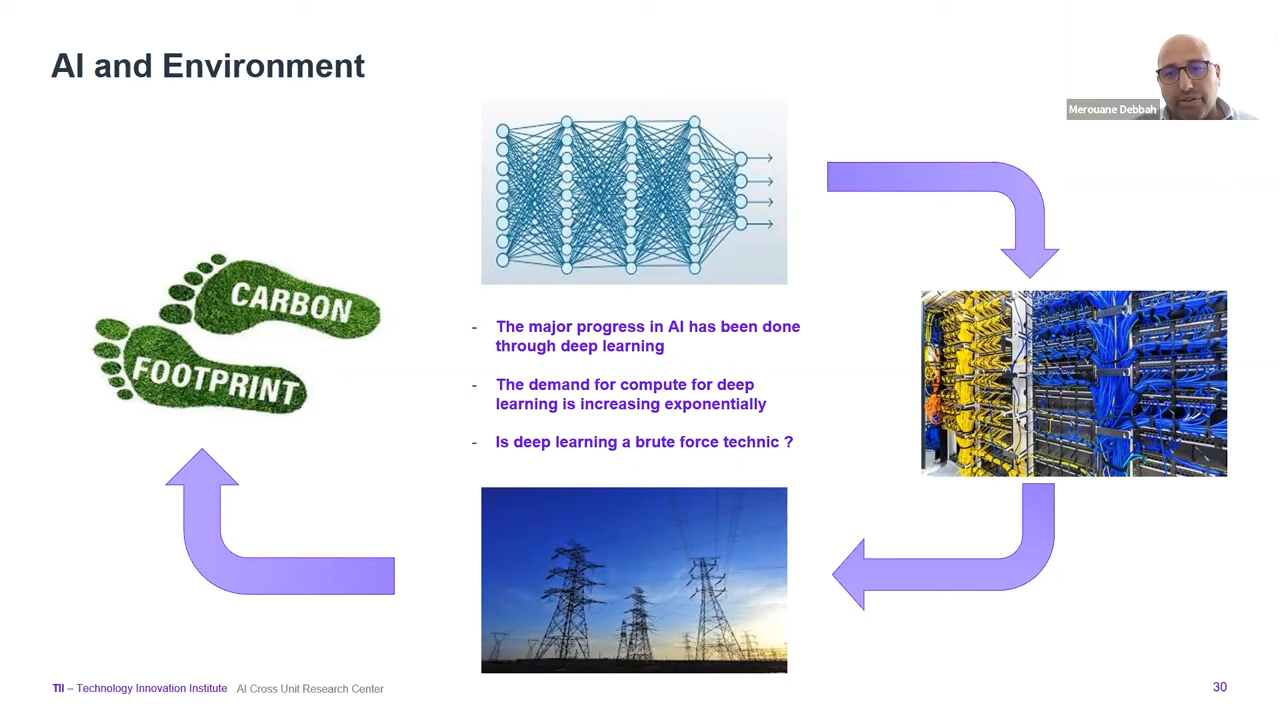 AI and Environment
Merouane Debbah
CARBON
FOOTPRINT
- The major progress in AI has been done
through deep learning
- The demand for compute for deep
learning is increasing exponentially
- Is deep learning a brute force technic ?
TII – Technology Innovation Institute AI Cross Unit Research Center
30